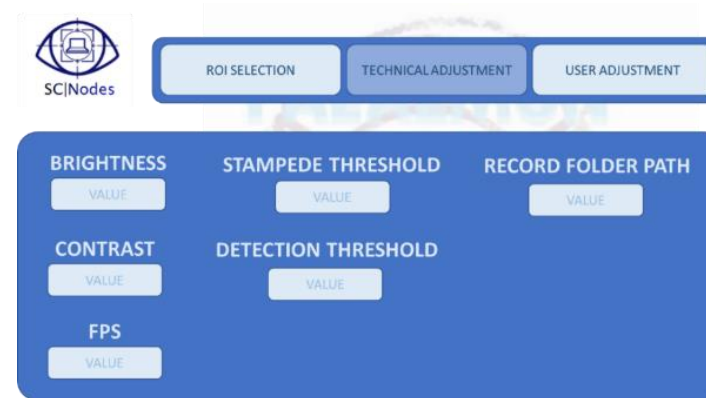 SC|Nodes
ROI SELECTION
TECHNICAL ADJUSTMENT
USER ADJUSTMENT
BRIGHTNESS
VALUE
STAMPEDE THRESHOLD
VALUE
RECORD FOLDER PATH
VALUE
CONTRAST
VALUE
DETECTION THRESHOLD
VALUE
FPS
VALUE